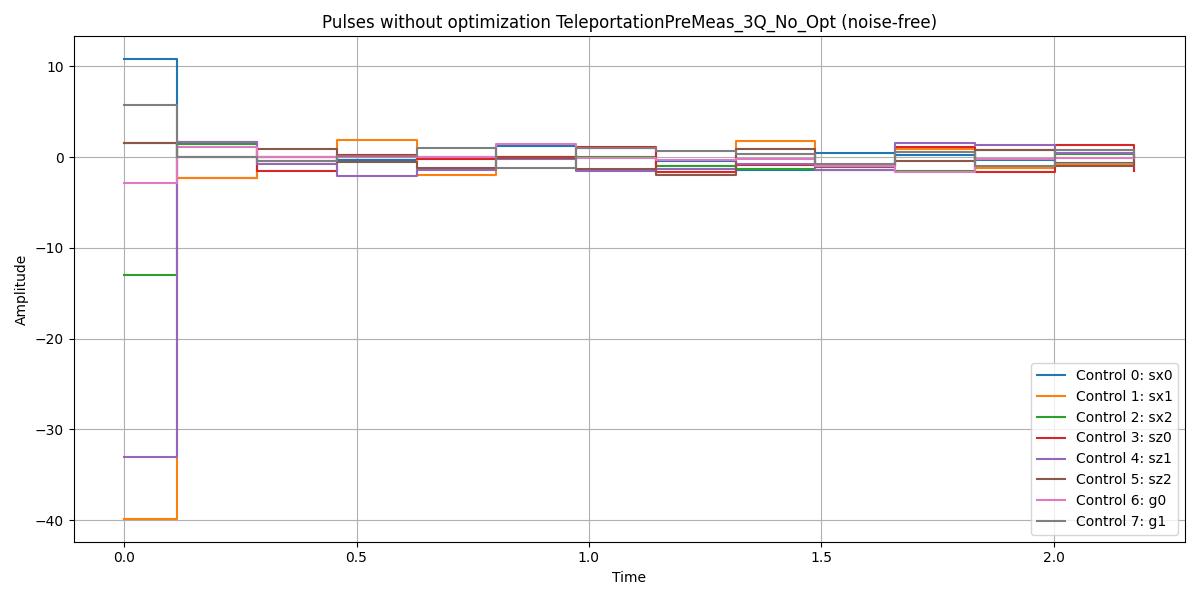 Pulses without optimization TeleportationPreMeas_3Q_No_Opt (noise-free)
Amplitude
10
0
−10
−20
−30
−40
0.0
0.5
1.0
1.5
2.0
Time
Control 0: sx0
Control 1: sx1
Control 2: sx2
Control 3: sz0
Control 4: sz1
Control 5: sz2
Control 6: g0
Control 7: g1